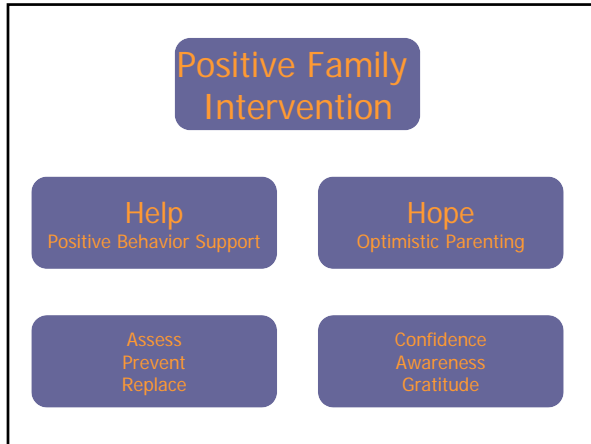 Positive Family
Intervention
Help
Positive Behavior Support
Hope
Optimistic Parenting
Assess
Prevent
Replace
Confidence
Awareness
Gratitude